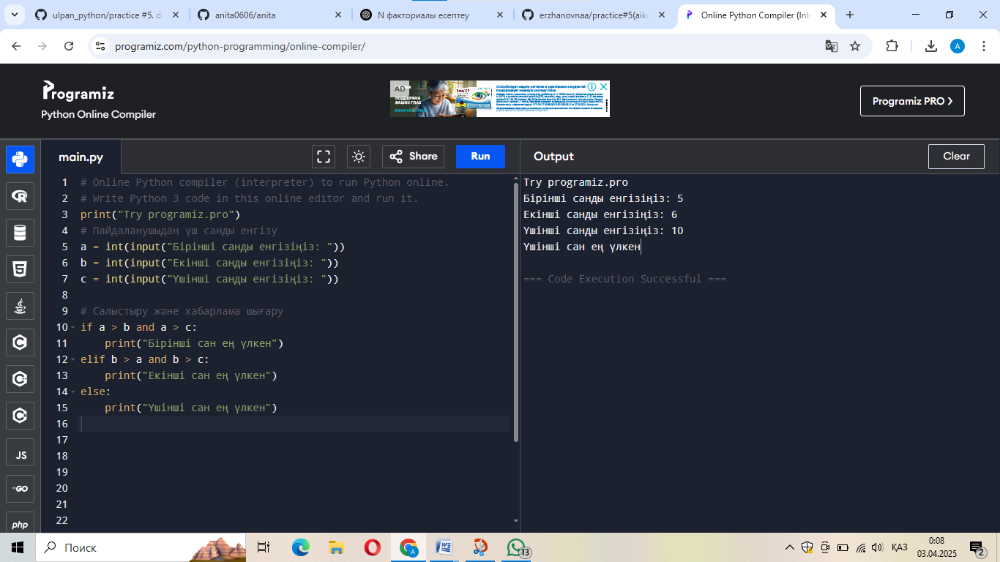 ulpan_python/practice #5. d
anita0606/anita
N факториалы есептеу
erzhanovnaa/practice#5(aik
Online Python Compiler (Int
programiz.com/python-programming/online-compiler/
A
Programiz
Python Online Compiler
AD
ПОДДЕРЖКА
ВАШИХ ГЛАЗ
Programiz PRO
main.py
Share
Run
Output
Clear
1 # Online Python compiler (interpreter) to run Python online.
2 # Write Python 3 code in this online editor and run it.
3 print("Try programiz.pro")
4 # Пайдаланушыдан үш санды енгізу
5 a = int(input("Бірінші санды енгізіңіз: "))
6 b = int(input("Екінші санды енгізіңіз: "))
7 c = int(input("Үшінші санды енгізіңіз: "))
8
9 # Салыстыру және хабарлама шығару
10 if a > b and a > c:
11     print("Бірінші сан ең үлкен")
12 elif b > a and b > c:
13     print("Екінші сан ең үлкен")
14 else:
15     print("Үшінші сан ең үлкен")
16
17
18
19
20
21
22
Try programiz.pro
Бірінші санды енгізіңіз: 5
Екінші санды енгізіңіз: 6
Үшінші санды енгізіңіз: 10
Үшінші сан ең үлкен
=== Code Execution Successful ===
JS
GO
php
Поиск
13
ҚАЗ
0:08
03.04.2025
2